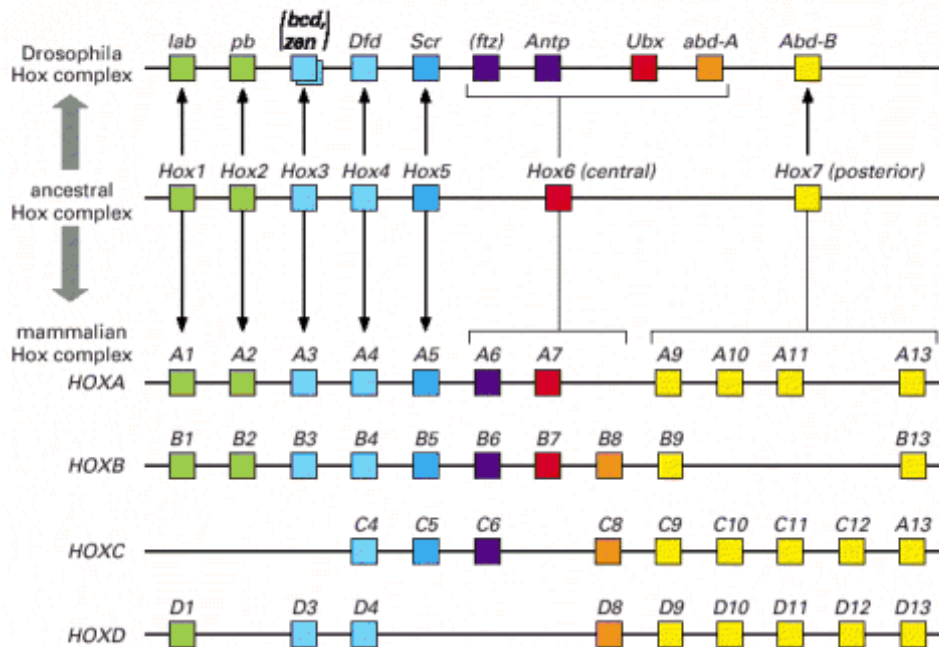 Drosophila
Hox complex
lab pb (bcd, zen) Dfd Scr (ftz) Antp Ubx abd-A Abd-B
ancestral
Hox complex
Hox1 Hox2 Hox3 Hox4 Hox5 Hox6 (central) Hox7 (posterior)
mammalian
Hox complex
HOXA
A1 A2 A3 A4 A5 A6 A7 A9 A10 A11 A13
HOXB
B1 B2 B3 B4 B5 B6 B7 B8 B9 B13
HOXC
C4 C5 C6 C8 C9 C10 C11 C12 A13
HOXD
D1 D3 D4 D8 D9 D10 D11 D12 D13